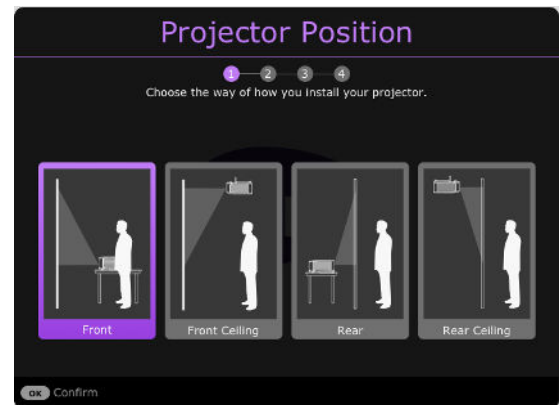 Projector Position
1 2 3 4
Choose the way of how you install your projector.
Front Front Ceiling Rear Rear Ceiling
OK Confirm